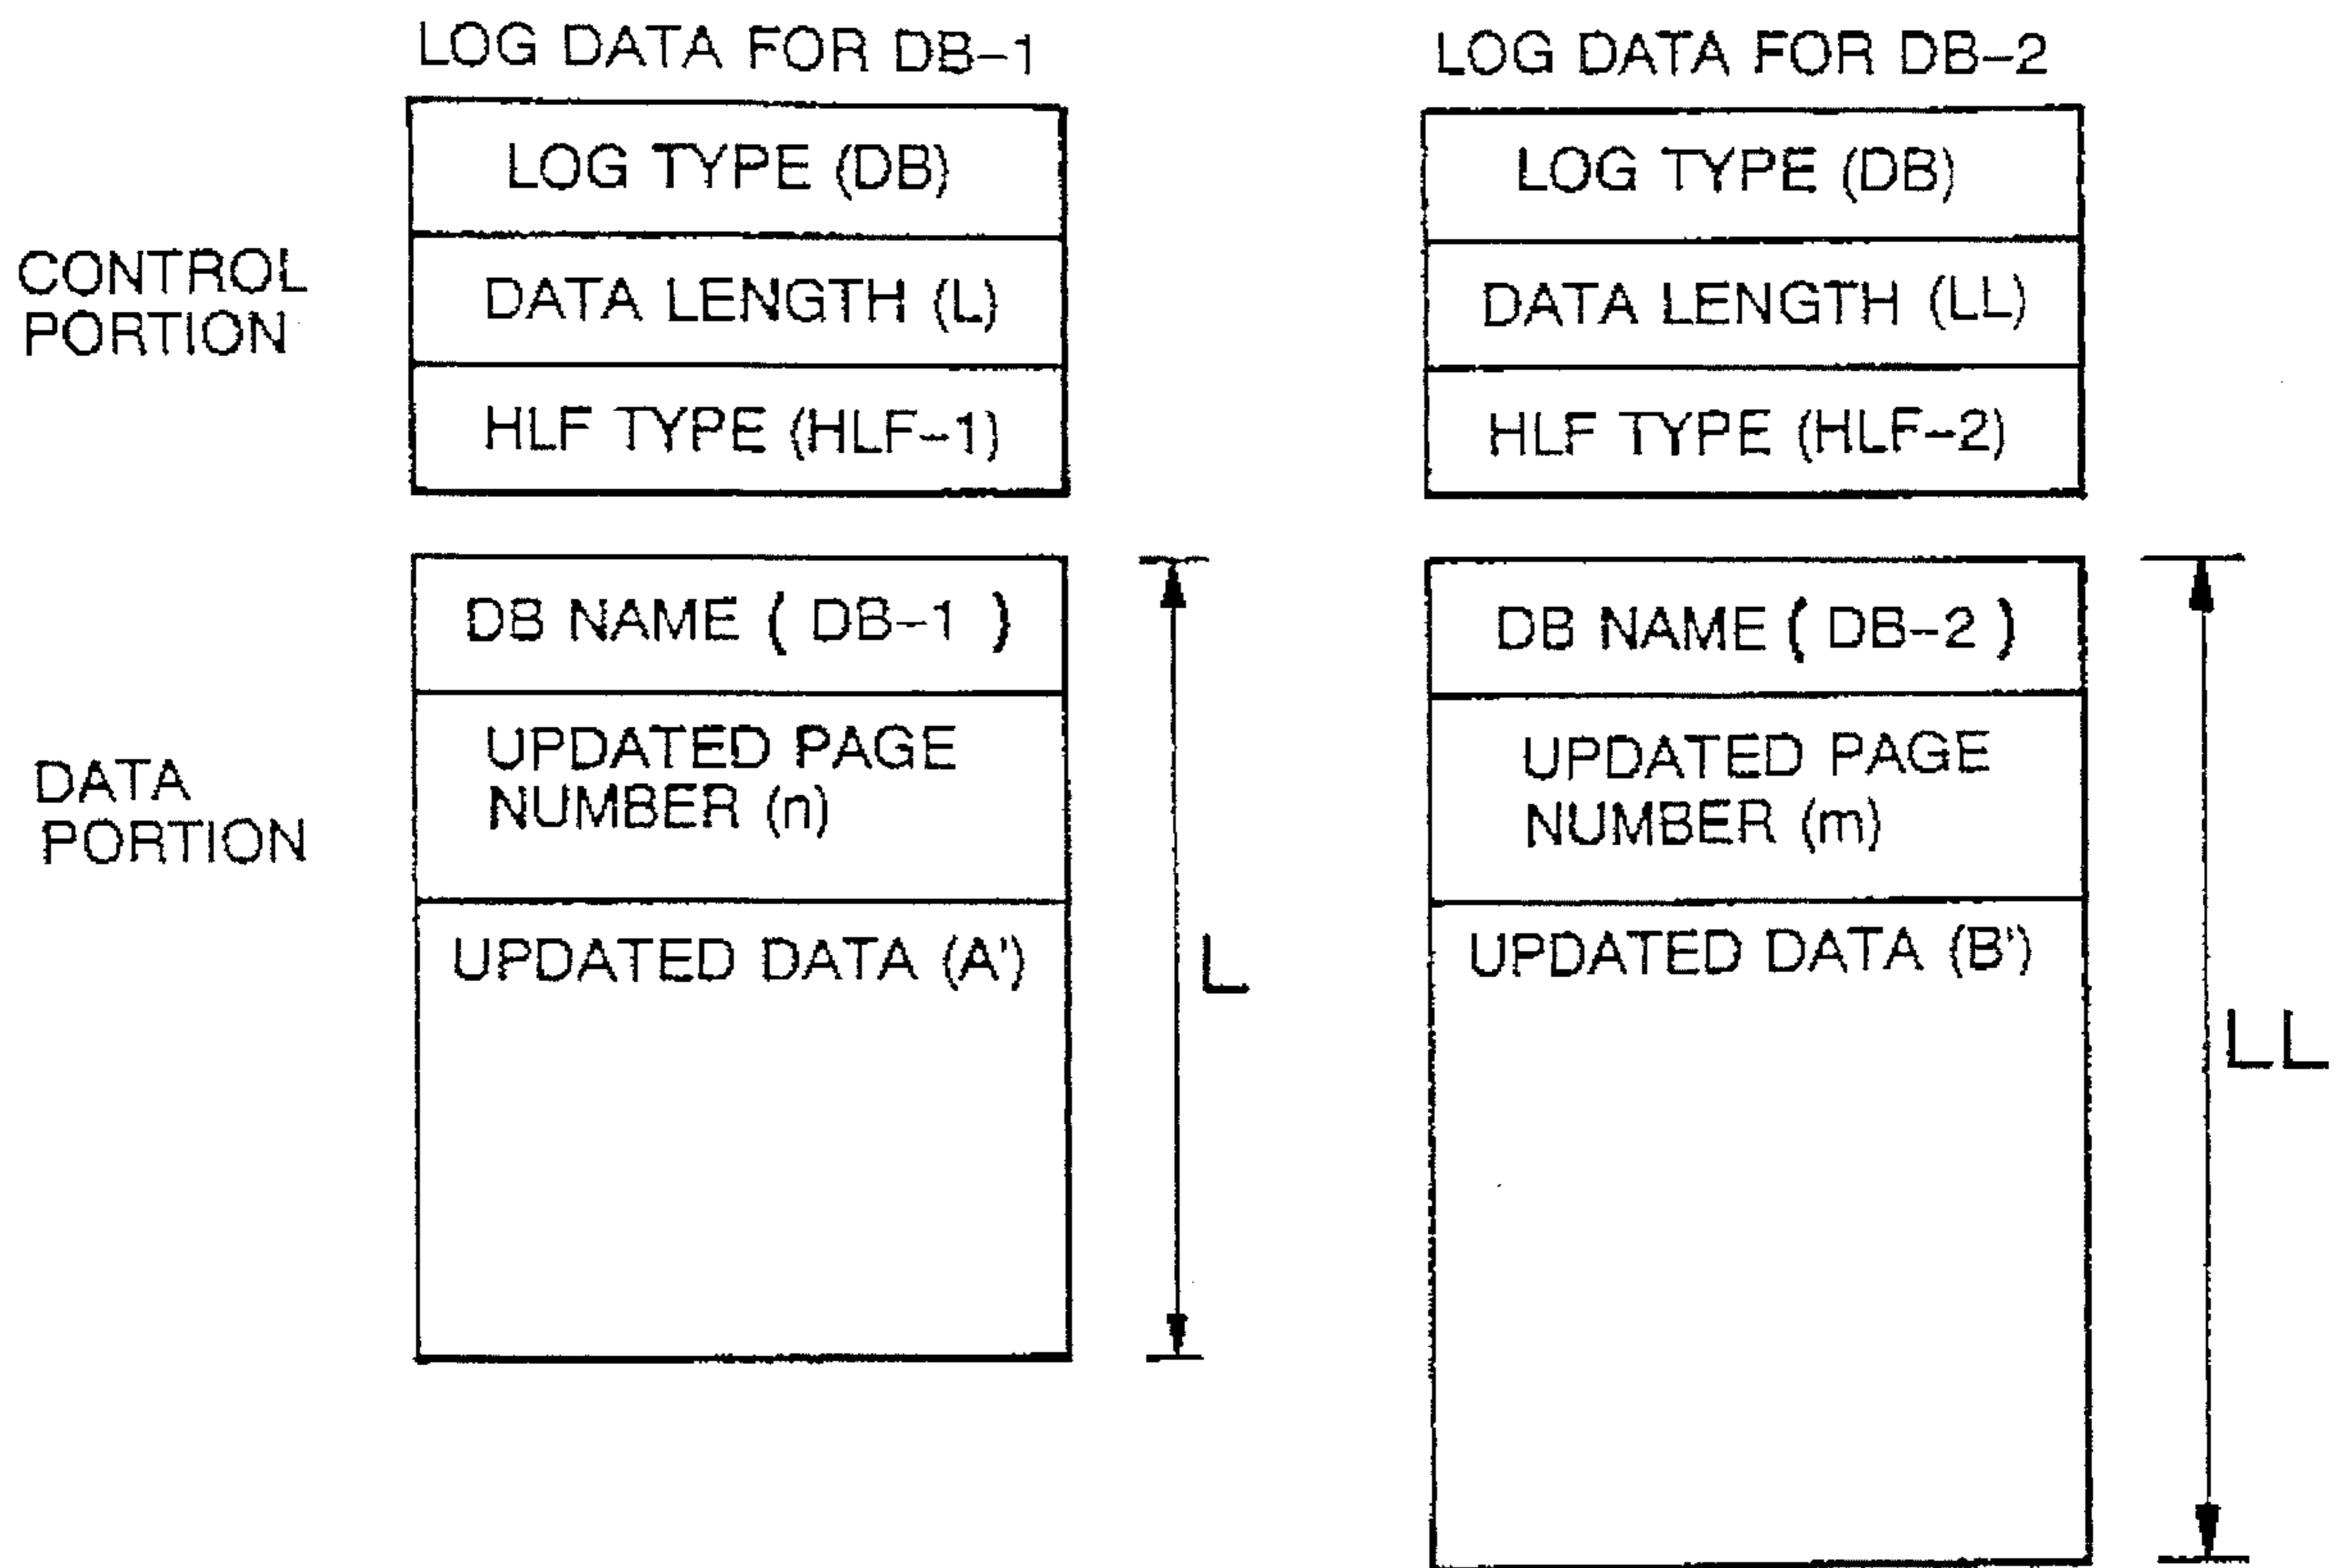 LOG DATA FOR DB-1
LOG DATA FOR DB-2
CONTROL
PORTION
LOG TYPE (DB)
DATA LENGTH (L)
HLF TYPE (HLF-1)
LOG TYPE (DB)
DATA LENGTH (LL)
HLF TYPE (HLF-2)
DATA
PORTION
DB NAME ( DB-1 )
UPDATED PAGE
NUMBER (n)
UPDATED DATA (A')
L
DB NAME ( DB-2 )
UPDATED PAGE
NUMBER (m)
UPDATED DATA (B')
LL